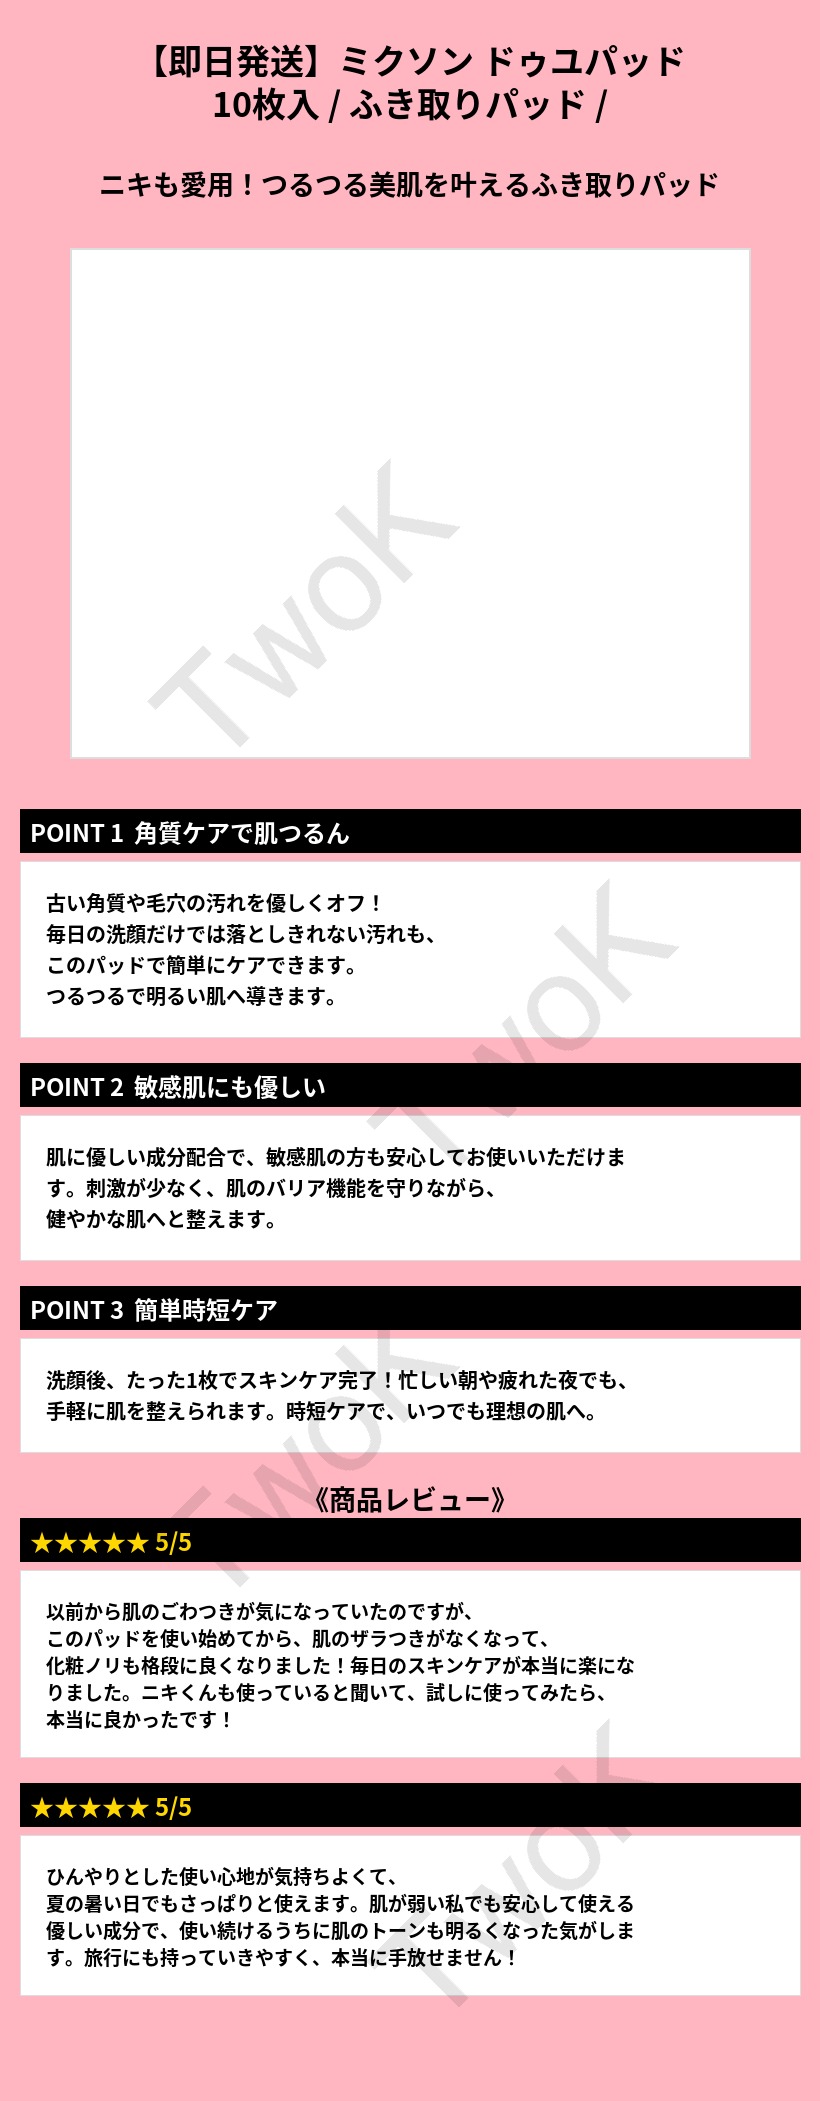 【即日発送】ミクソン ドゥユパッド
10枚入 / ふき取りパッド /
ニキも愛用！つるつる美肌を叶えるふき取りパッド
TwoK
POINT 1 角質ケアで肌つるん
古い角質や毛穴の汚れを優しくオフ！
毎日の洗顔だけでは落としきれない汚れも、
このパッドで簡単にケアできます。
つるつるで明るい肌へ導きます。
TwoK
POINT 2 敏感肌にも優しい
肌に優しい成分配合で、敏感肌の方も安心してお使いいただけま
す。刺激が少なく、肌のバリア機能を守りながら、
健やかな肌へと整えます。
POINT 3 簡単時短ケア
洗顔後、たった1枚でスキンケア完了！忙しい朝や疲れた夜でも、
手軽に肌を整えられます。時短ケアで、いつでも理想の肌へ。
TwoK
《商品レビュー》
★★★★★ 5/5
以前から肌のごわつきが気になっていたのですが、
このパッドを使い始めてから、肌のザラつきがなくなって、
化粧ノリも格段に良くなりました！毎日のスキンケアが本当に楽にな
りました。ニキくんも使っていると聞いて、試しに使ってみたら、
本当に良かったです！
★★★★★ 5/5
ひんやりとした使い心地が気持ちよくて、
夏の暑い日でもさっぱりと使えます。肌が弱い私でも安心して使える
優しい成分で、使い続けるうちに肌のトーンも明るくなった気がしま
す。旅行にも持っていきやすく、本当に手放せません！
TwoK